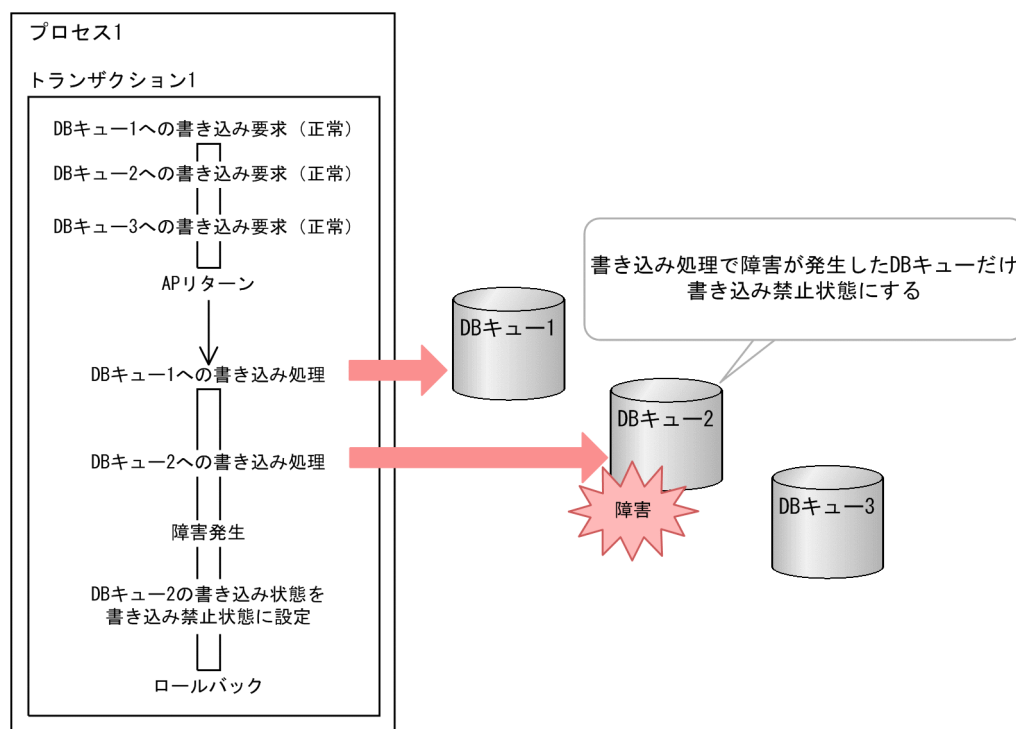 プロセス1
トランザクション1
DBキュー1への書き込み要求（正常）
DBキュー2への書き込み要求（正常）
DBキュー3への書き込み要求（正常）
APリターン
DBキュー1への書き込み処理
DBキュー2への書き込み処理
障害発生
DBキュー2の書き込み状態を
書き込み禁止状態に設定
ロールバック
書き込み処理で障害が発生したDBキューだけ
書き込み禁止状態にする
DBキュー1
DBキュー2
障害
DBキュー3